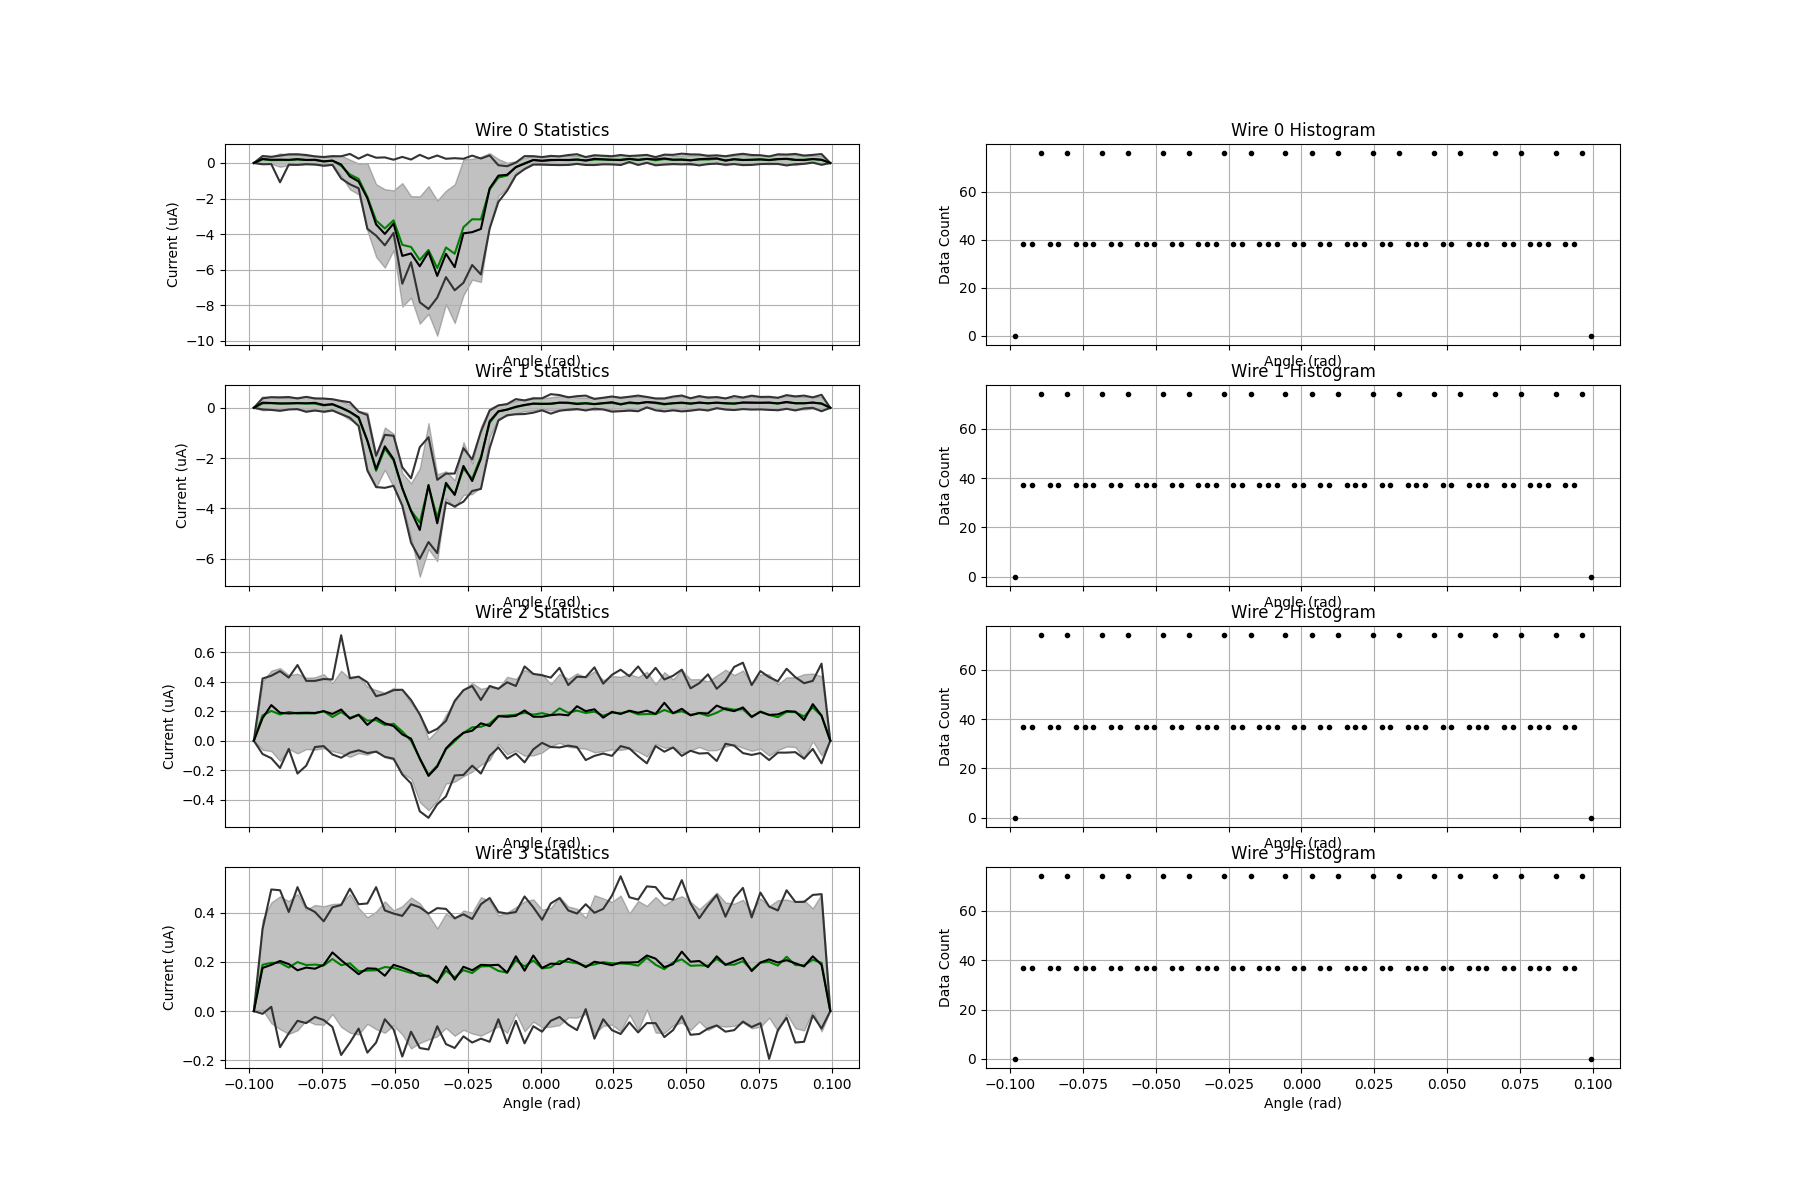 Wire 0 Statistics
Current (uA)
0
−2
−4
−6
−8
−10
Angle (rad)
Wire 0 Histogram
Data Count
60
40
20
0
Angle (rad)
Wire 1 Statistics
Current (uA)
0
−2
−4
−6
Angle (rad)
Wire 1 Histogram
Data Count
60
40
20
0
Angle (rad)
Wire 2 Statistics
Current (uA)
0.6
0.4
0.2
0.0
−0.2
−0.4
Angle (rad)
Wire 2 Histogram
Data Count
60
40
20
0
Angle (rad)
Wire 3 Statistics
Current (uA)
0.4
0.2
0.0
−0.2
−0.100 −0.075 −0.050 −0.025 0.000 0.025 0.050 0.075 0.100
Angle (rad)
Wire 3 Histogram
Data Count
60
40
20
0
−0.100 −0.075 −0.050 −0.025 0.000 0.025 0.050 0.075 0.100
Angle (rad)